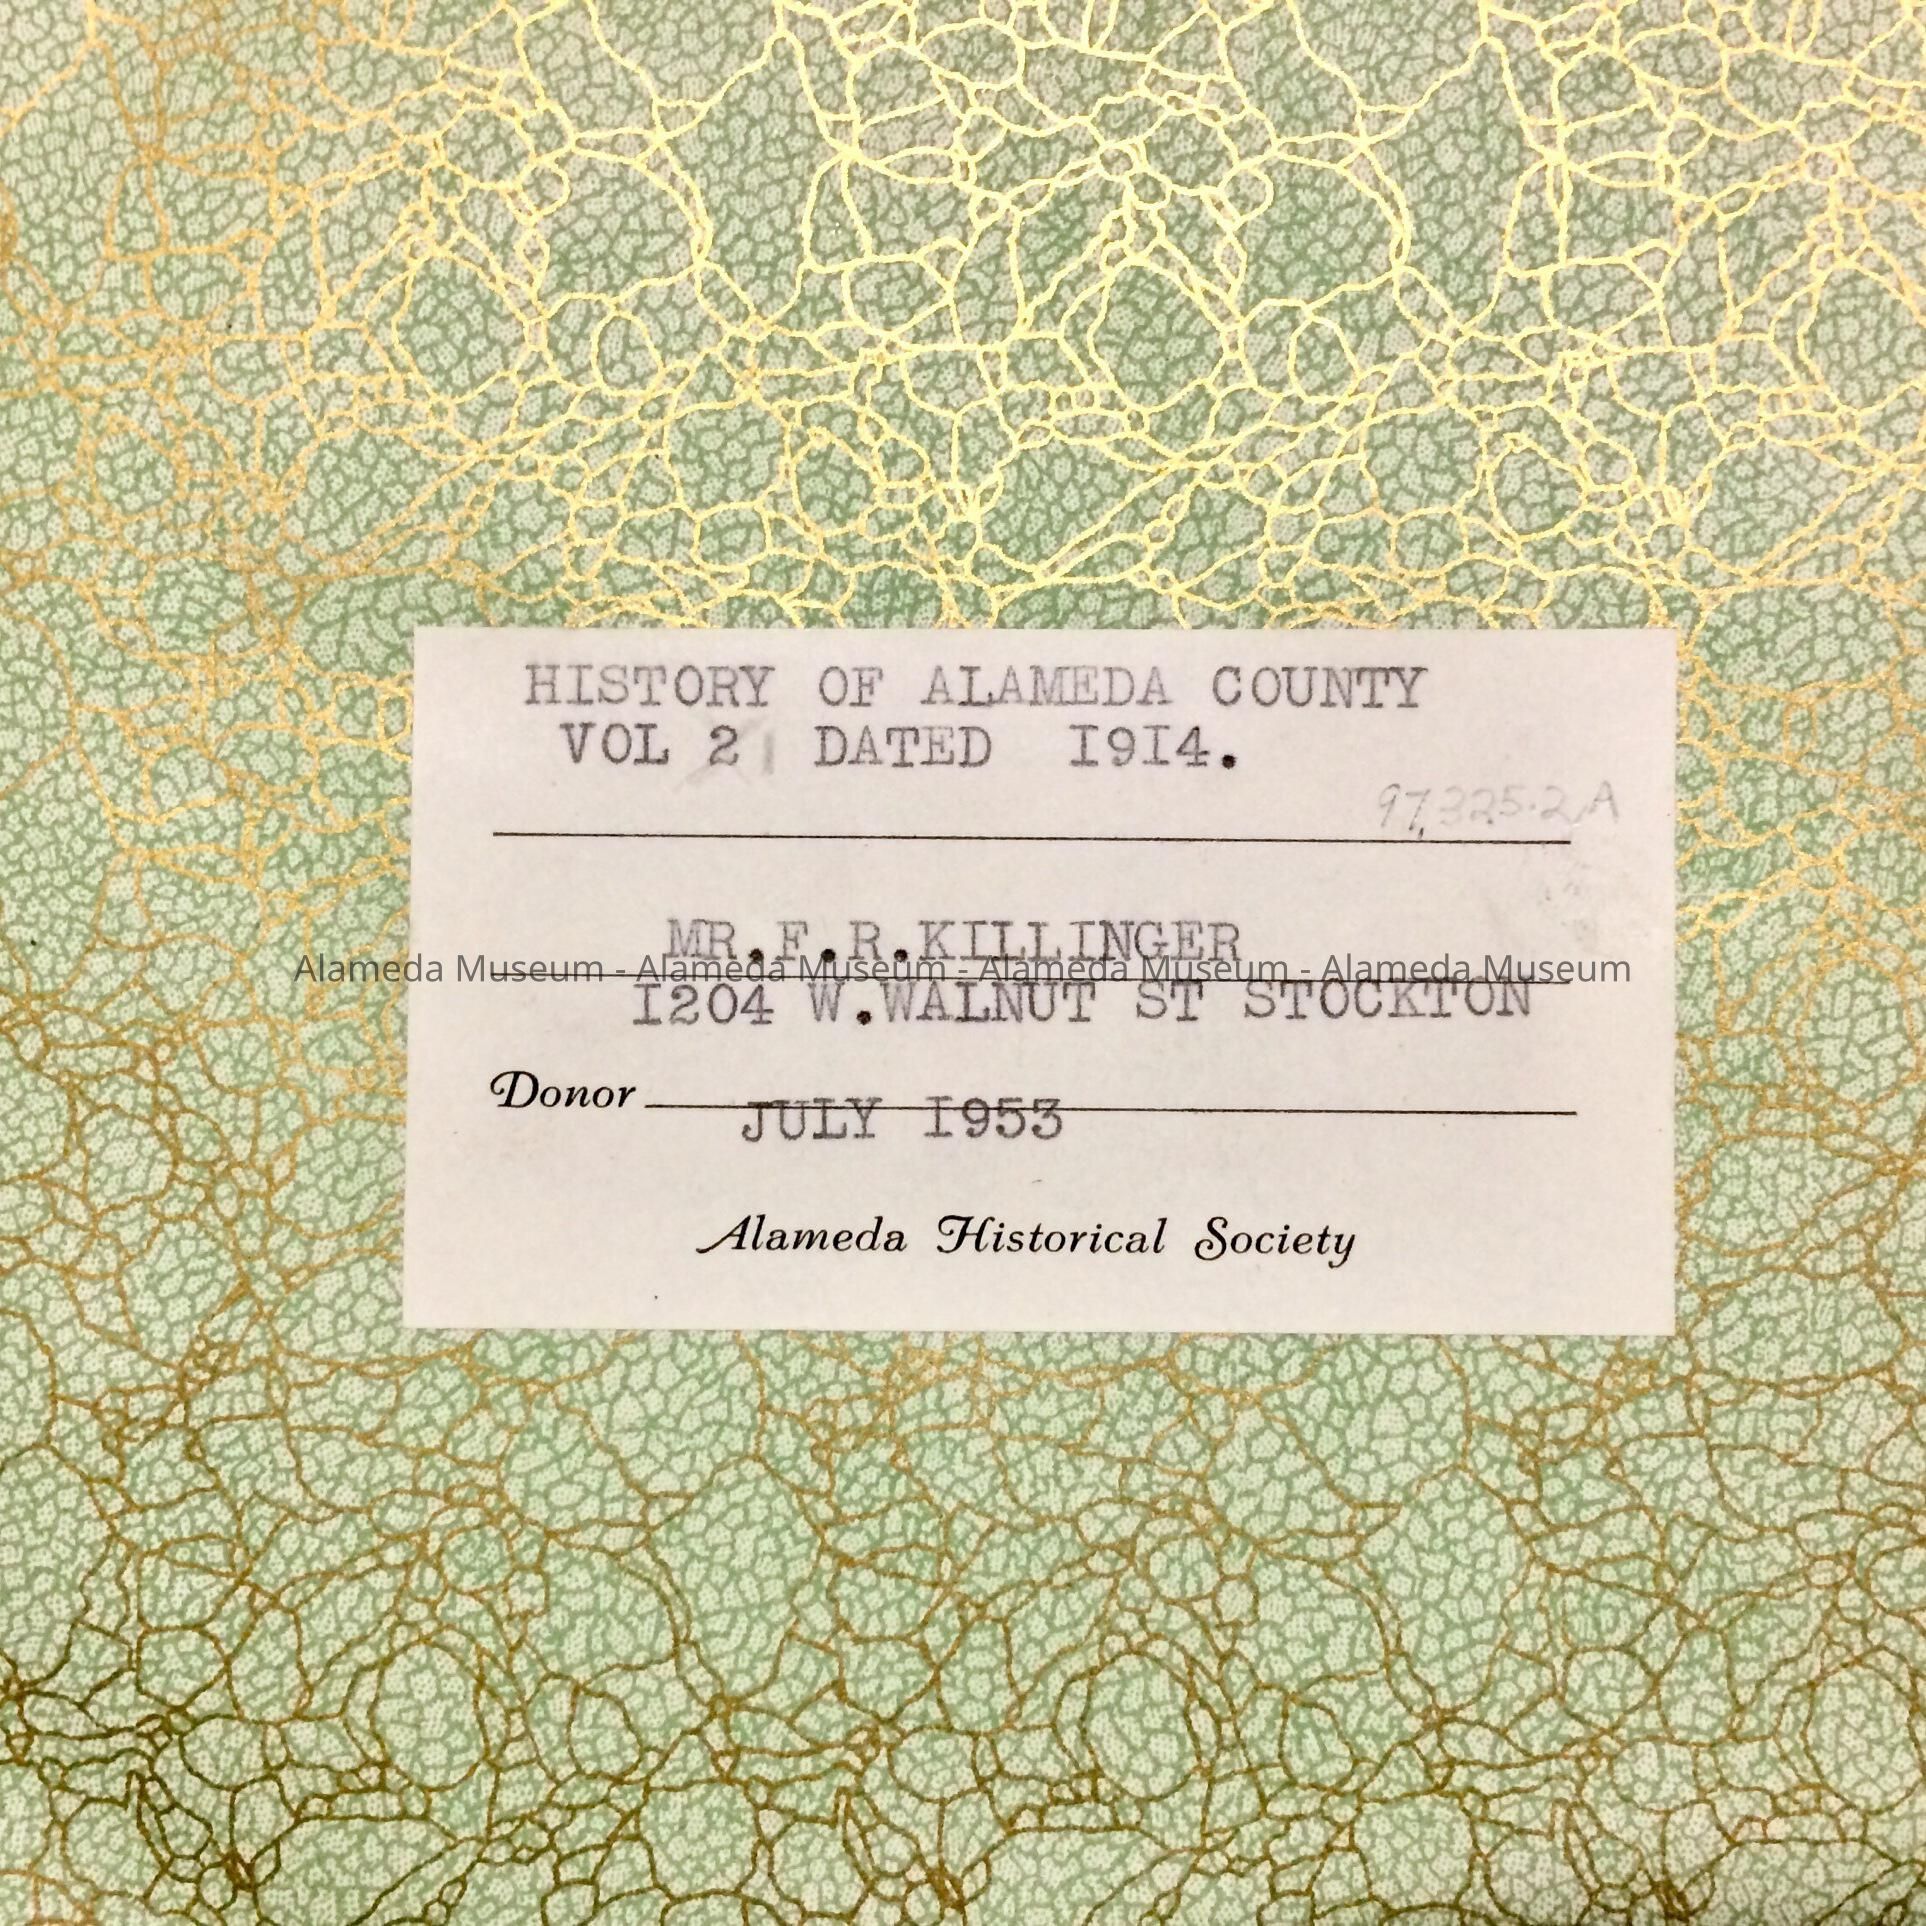 HISTORY OF ALAMEDA COUNTY
VOL 2 1 DATED 1914.
97.325.2A
MR.F.R.KILLINGER
Alameda Museum - Alameda Museum - Alameda Museum - Alameda Museum
1204 W.WALNUT ST STOCKTON
Donor
JULY 1953
Alameda Historical Society